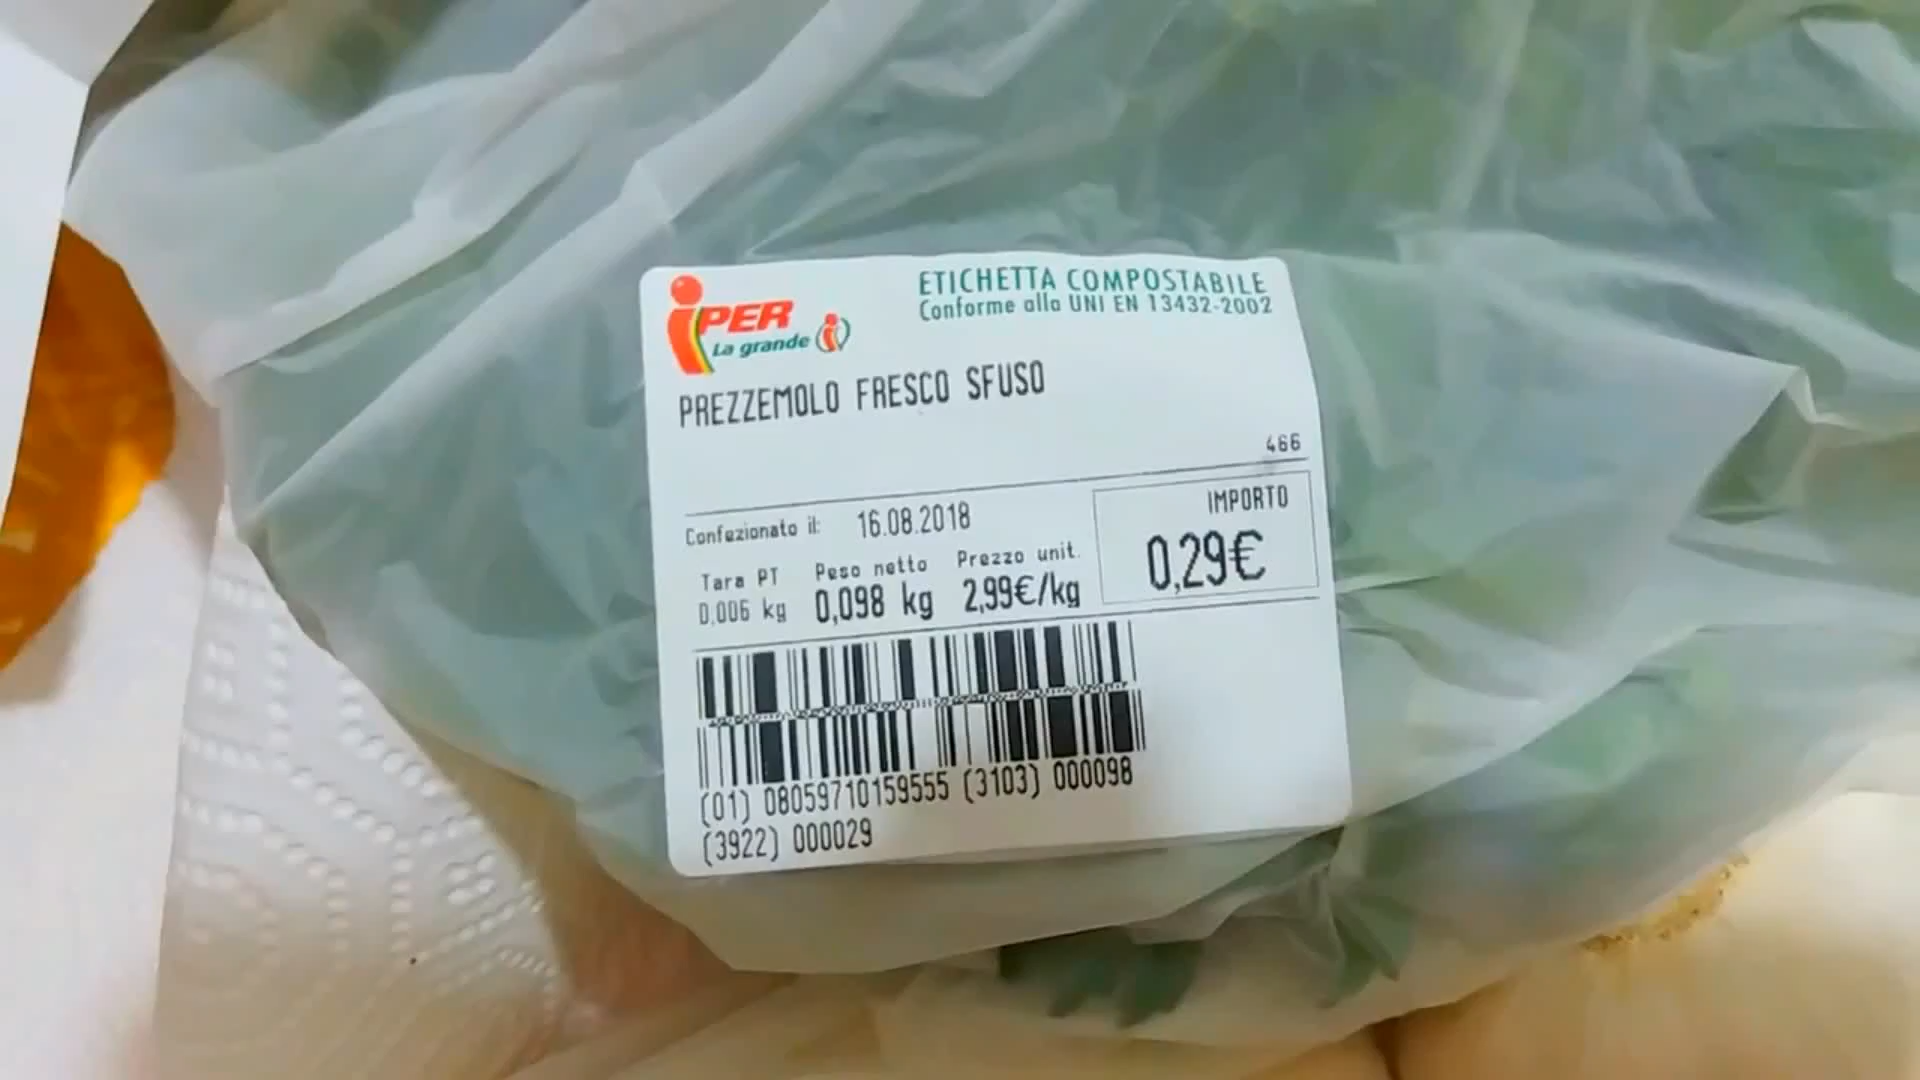 iPER
La grande i
ETICHETTA COMPOSTABILE
Conforme alla UNI EN 13432-2002
PREZZEMOLO FRESCO SFUSO
466
Confezionato il: 16.08.2018
IMPORTO
0,29€
Tara PT Peso netto Prezzo unit.
0,006 kg 0,098 kg 2,99€/kg
(01) 08059710159555 (3103) 000098
(3922) 000029